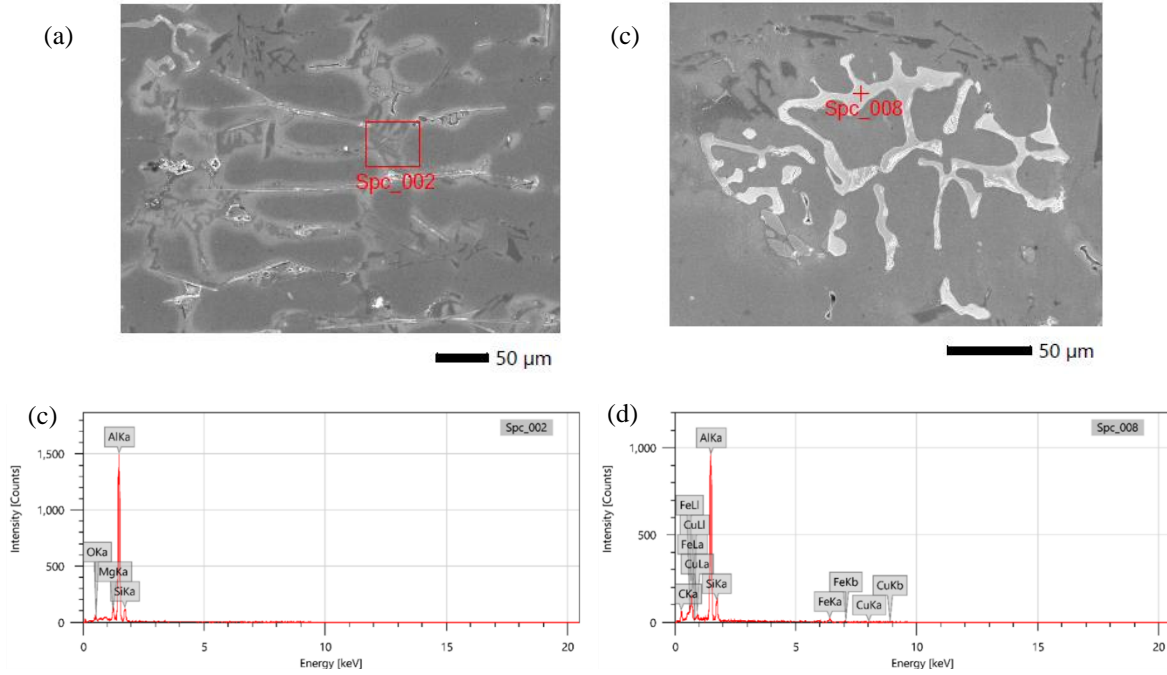 (a)
Spc_002
50 µm
(c)
Spc_008
50 µm
(c)
Spc_002
AlKa
OKa
MgKa
SiKa
Intensity [Counts]
1,500
1,000
500
0
0
5
10
15
20
Energy [keV]
(d)
Spc_008
AlKa
FeLl
CuLl
FeLa
CuLa
CKa
SiKa
FeKa
FeKb
CuKa
CuKb
Intensity [Counts]
1,000
500
0
0
5
10
15
20
Energy [keV]